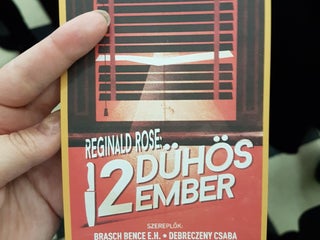 REGINALD ROSE:
12 DÜHÖS
EMBER
SZEREPLŐK
BRASCH BENCE E.H. • DEBRECZENY CSABA